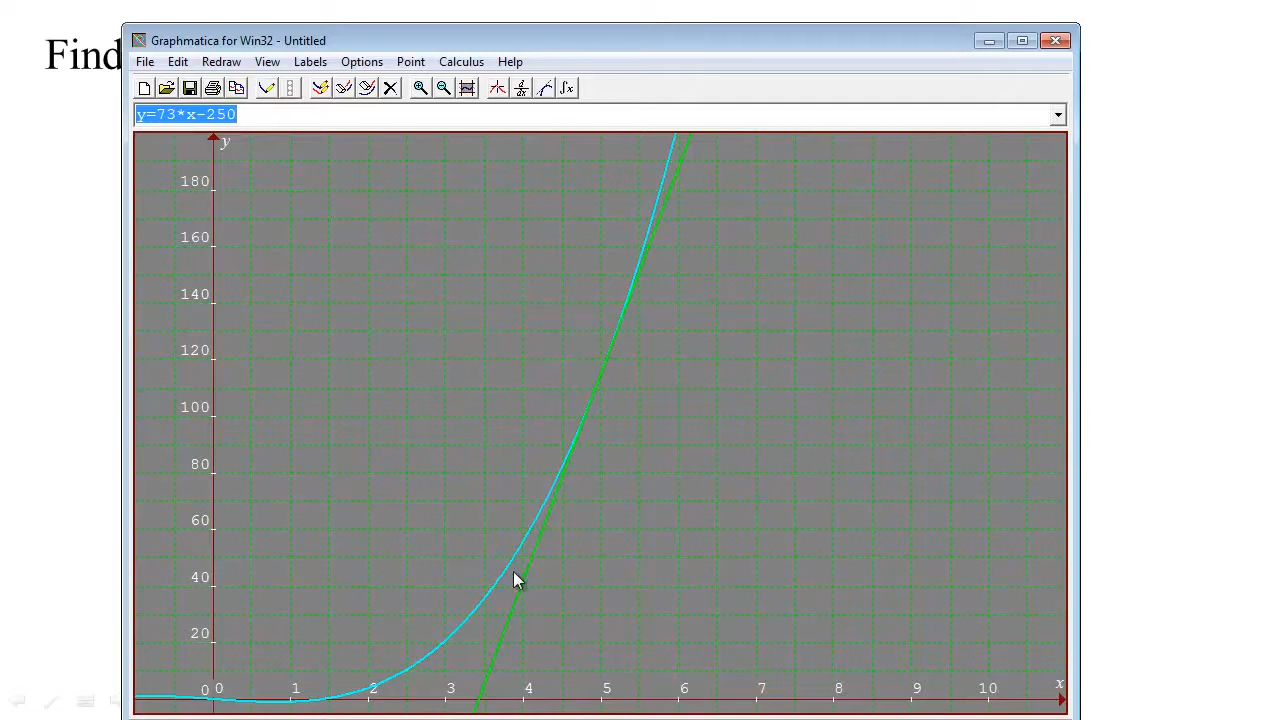 Find
Graphmatica for Win32 - Untitled
File Edit Redraw View Labels Options Point Calculus Help
y=73*x-250
y
180
160
140
120
100
80
60
40
20
0 0 1 2 3 4 5 6 7 8 9 10 x